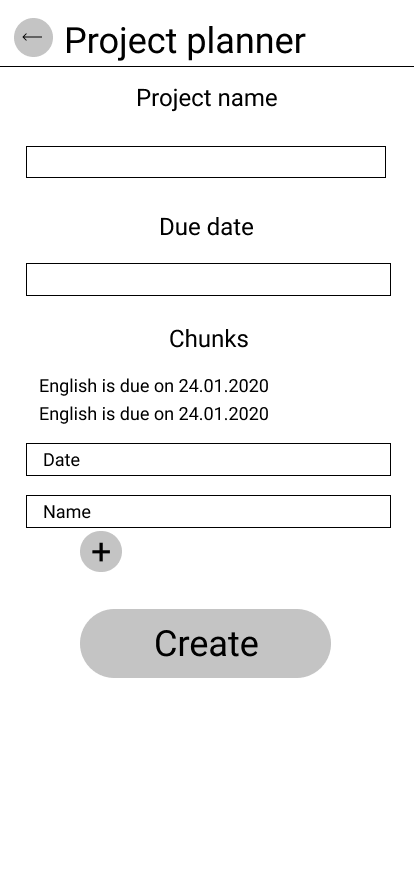 Project planner
Project name
Due date
Chunks
English is due on 24.01.2020
English is due on 24.01.2020
Date
Name
+
Create